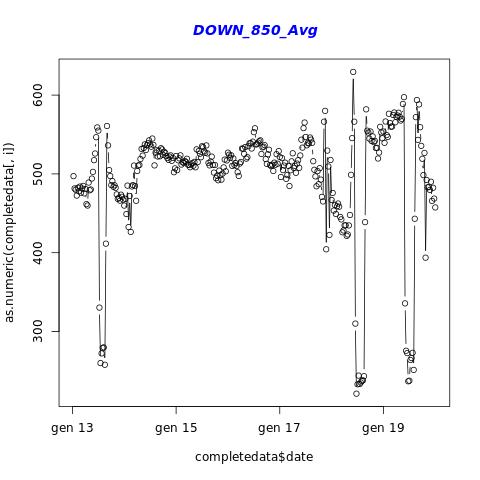 DOWN_850_Avg
as.numeric(completedata[, i])
600
500
400
300
gen 13
gen 15
gen 17
gen 19
completedata$date